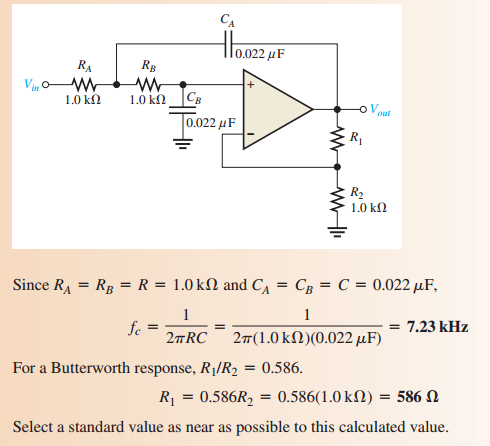 C_A
0.022 μF
R_A
R_B
V_in
1.0 kΩ
1.0 kΩ
C_B
+
V_out
0.022 μF
–
R_1
R_2
1.0 kΩ
Since R_A = R_B = R = 1.0 kΩ and C_A = C_B = C = 0.022 μF,
f_c = 1/(2πRC) = 1/(2π(1.0 kΩ)(0.022 μF)) = 7.23 kHz
For a Butterworth response, R_1/R_2 = 0.586.
R_1 = 0.586R_2 = 0.586(1.0 kΩ) = 586 Ω
Select a standard value as near as possible to this calculated value.